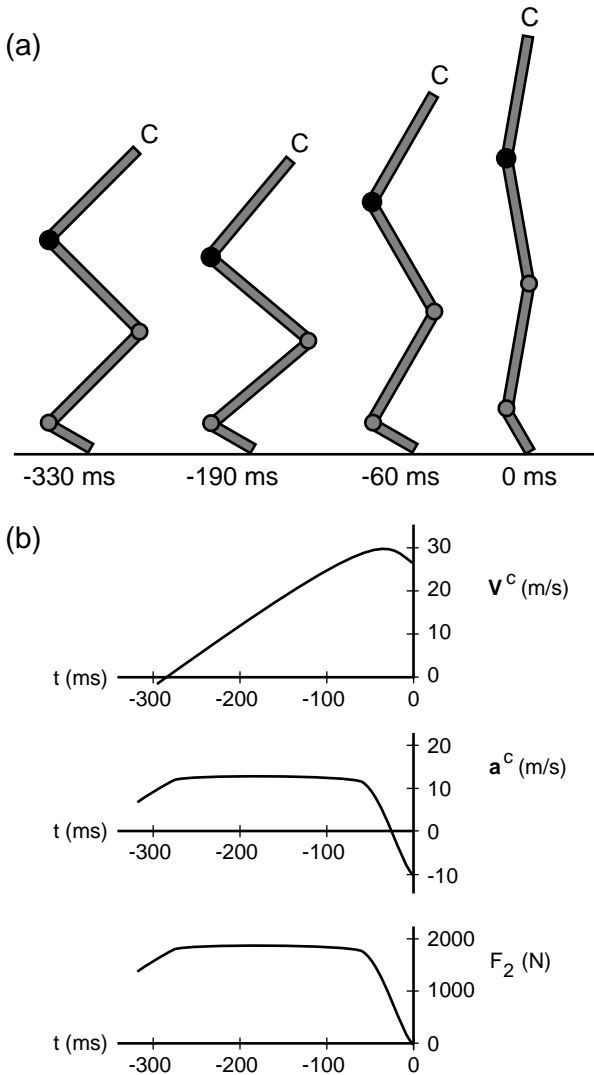 (a)
C C C C
-330 ms -190 ms -60 ms 0 ms
(b)
30
V^c (m/s)
20
10
t (ms) 0
-300 -200 -100 0
20
a^c (m/s)
10
t (ms) 0
-300 -200 -100
-10
2000
F_2 (N)
1000
t (ms) 0
-300 -200 -100 0